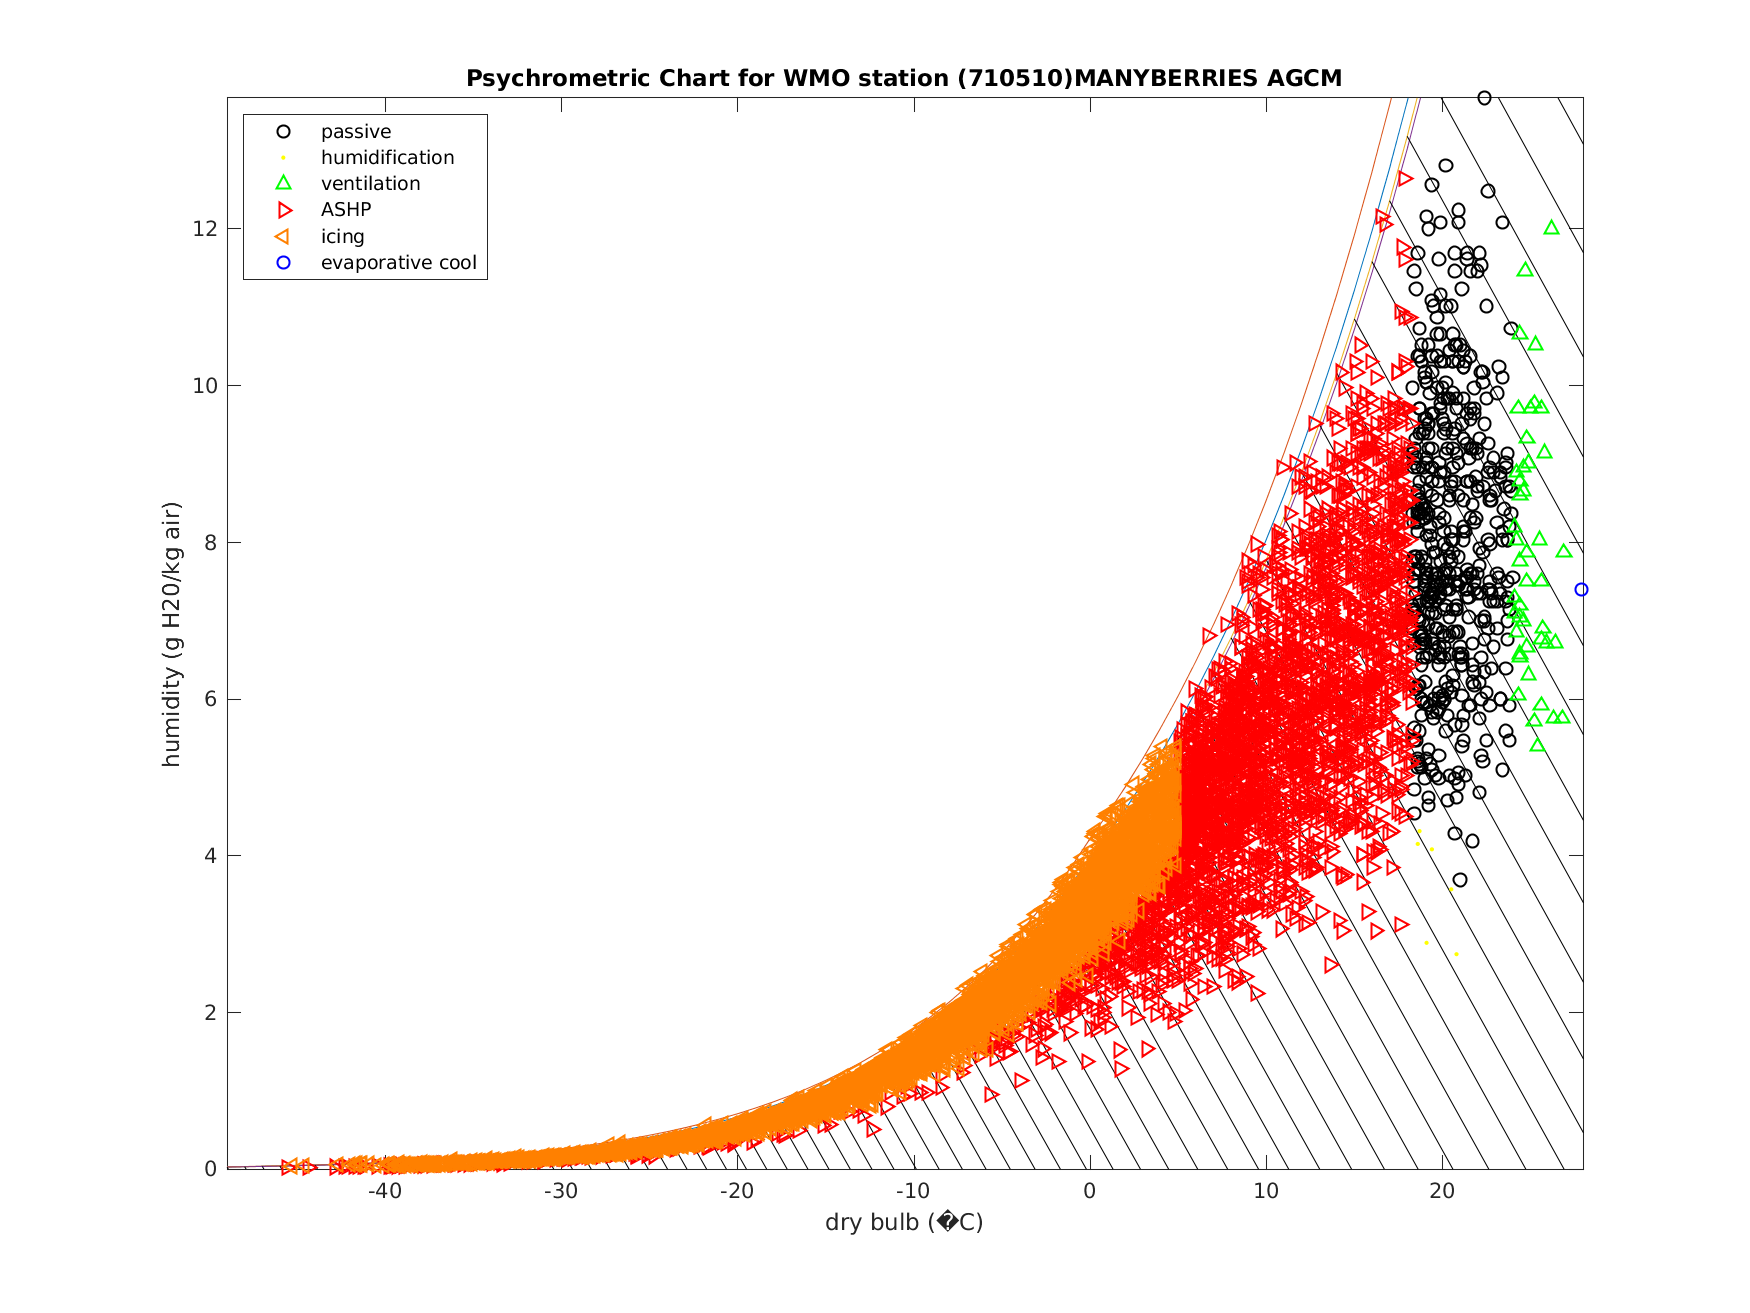 Psychrometric Chart for WMO station (710510)MANYBERRIES AGCM
passive
humidification
ventilation
ASHP
icing
evaporative cool
humidity (g H20/kg air)
12
10
8
6
4
2
0
-40 -30 -20 -10 0 10 20
dry bulb (�C)